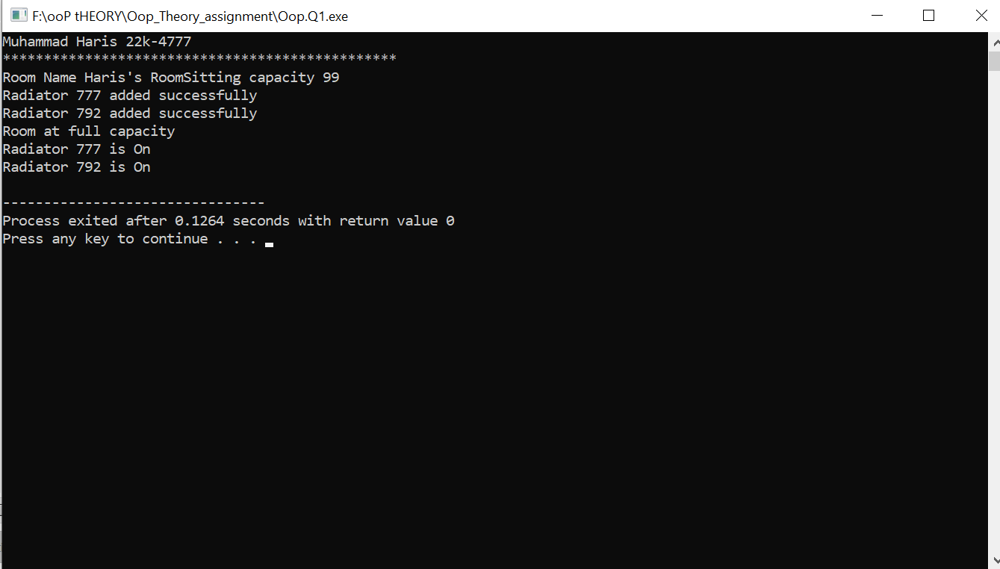 F:\ooP tHEORY\Oop_Theory_assignment\Oop.Q1.exe
Muhammad Haris 22k-4777
************************************************
Room Name Haris's RoomSitting capacity 99
Radiator 777 added successfully
Radiator 792 added successfully
Room at full capacity
Radiator 777 is On
Radiator 792 is On
--------------------------------
Process exited after 0.1264 seconds with return value 0
Press any key to continue . . .